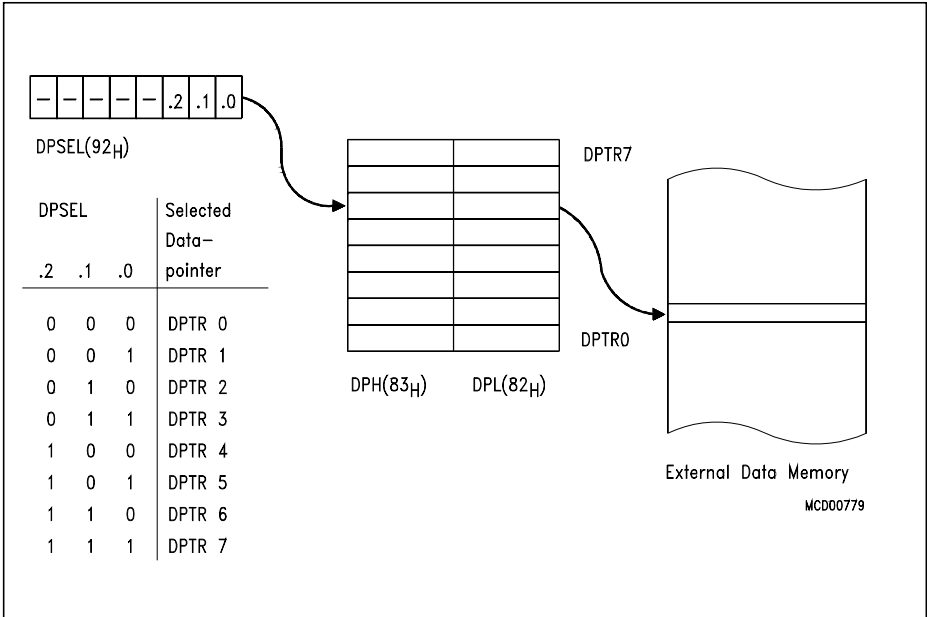 – – – – – .2 .1 .0
DPSEL(92H)
DPSEL Selected
Data–
.2 .1 .0 pointer
0 0 0 DPTR 0
0 0 1 DPTR 1
0 1 0 DPTR 2
0 1 1 DPTR 3
1 0 0 DPTR 4
1 0 1 DPTR 5
1 1 0 DPTR 6
1 1 1 DPTR 7
DPTR7
DPTR0
DPH(83H) DPL(82H)
External Data Memory
MCD00779